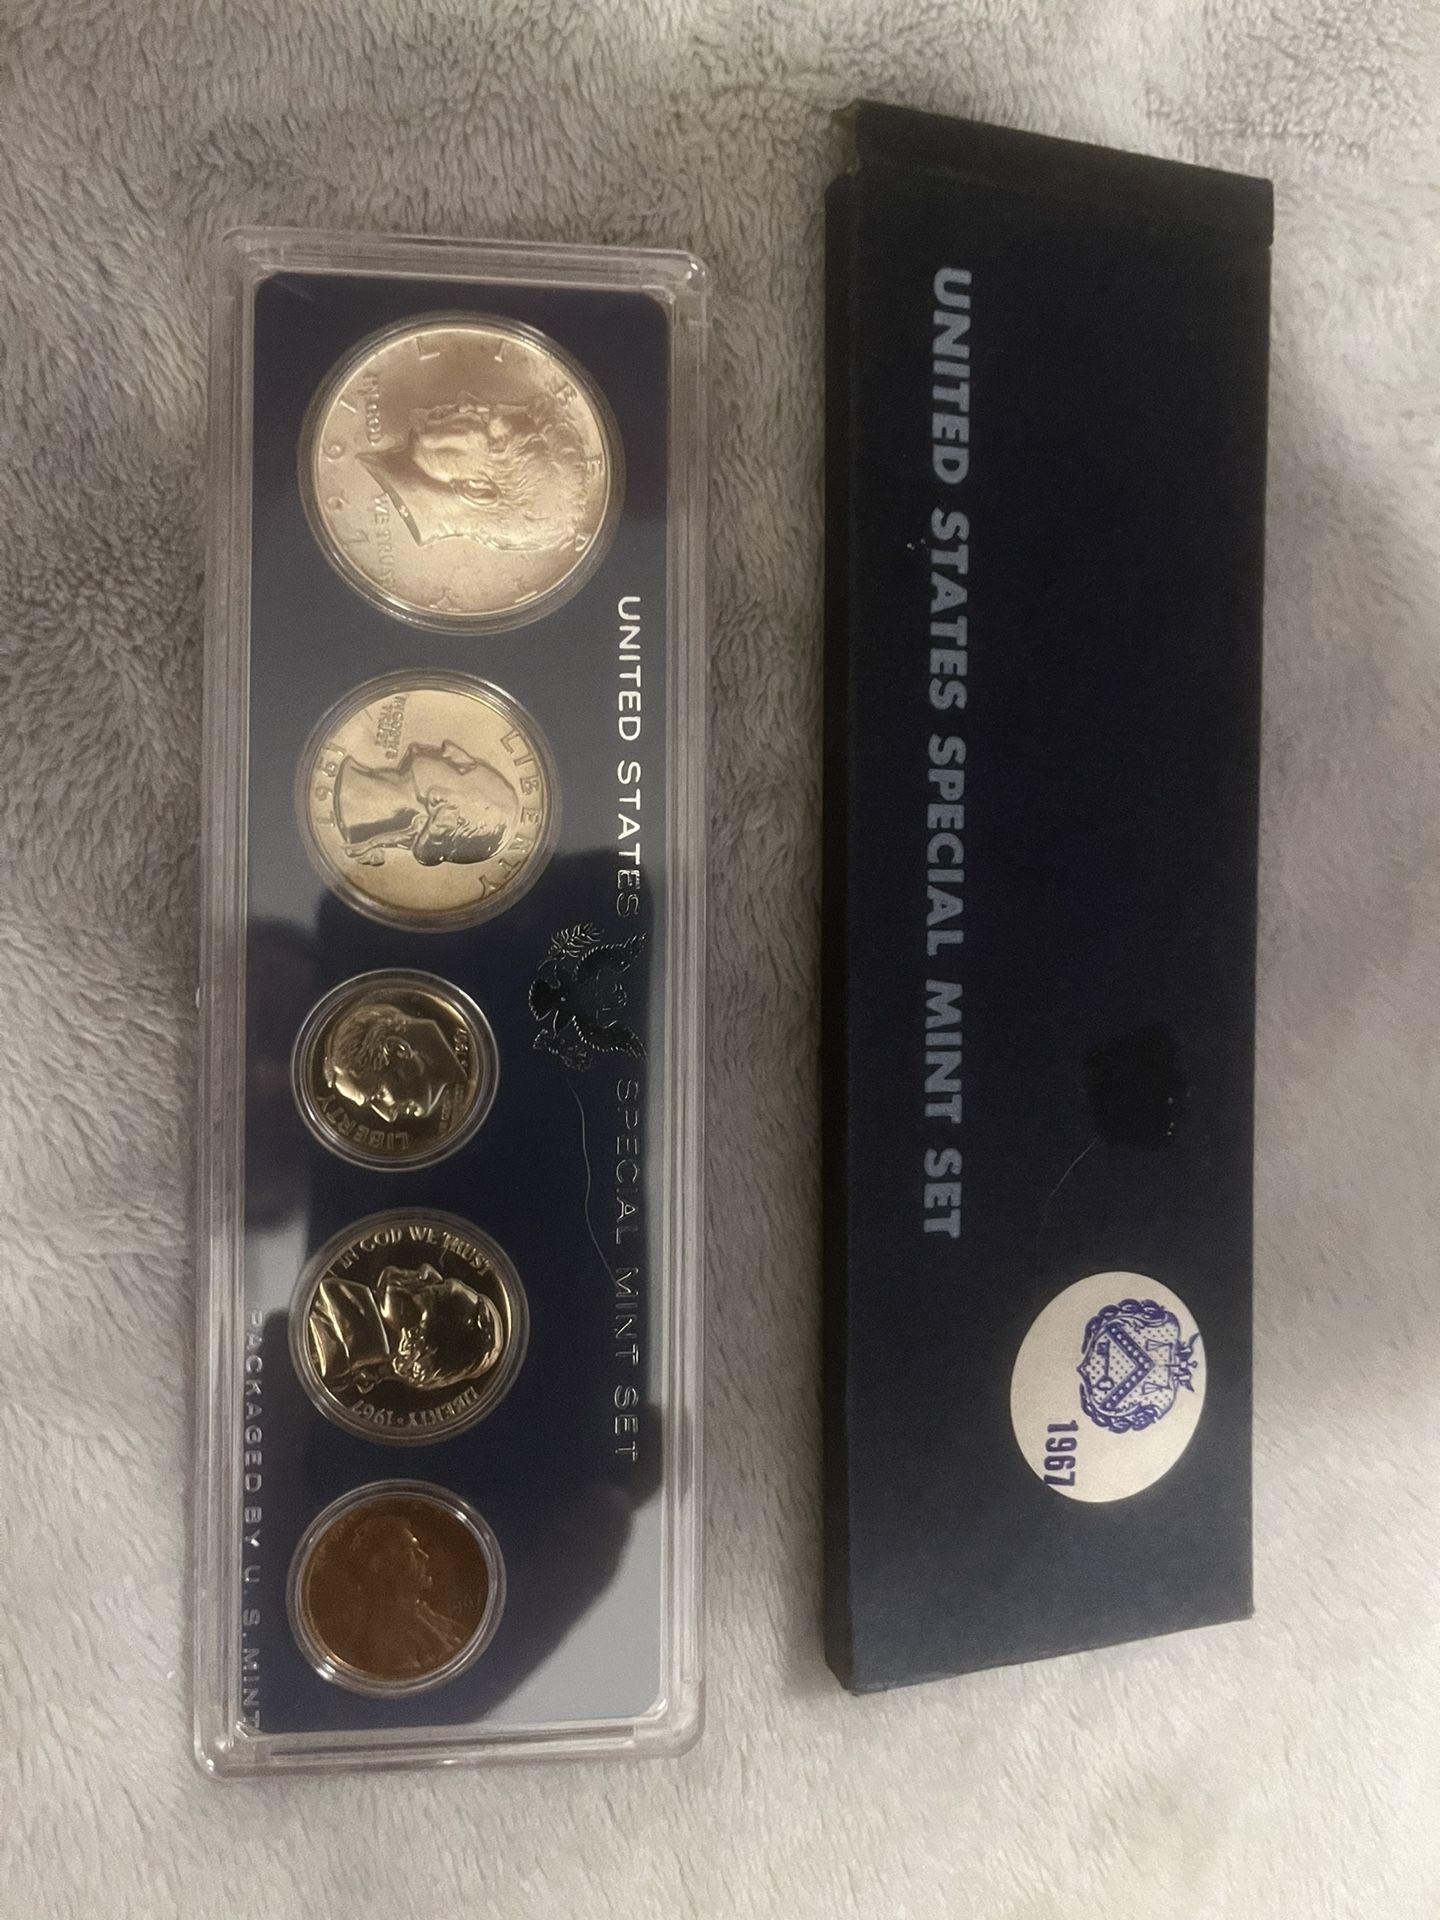 UNITED STATES SPECIAL MINT SET
PACKAGED BY U.S. MINT
LIBERTY
IN GOD
WE TRUST
1967
LIBERTY
IN GOD WE
TRUST
1967
LIBERTY
IN GOD WE TRUST
LIBERTY · 1967
UNITED STATES SPECIAL MINT SET
1967